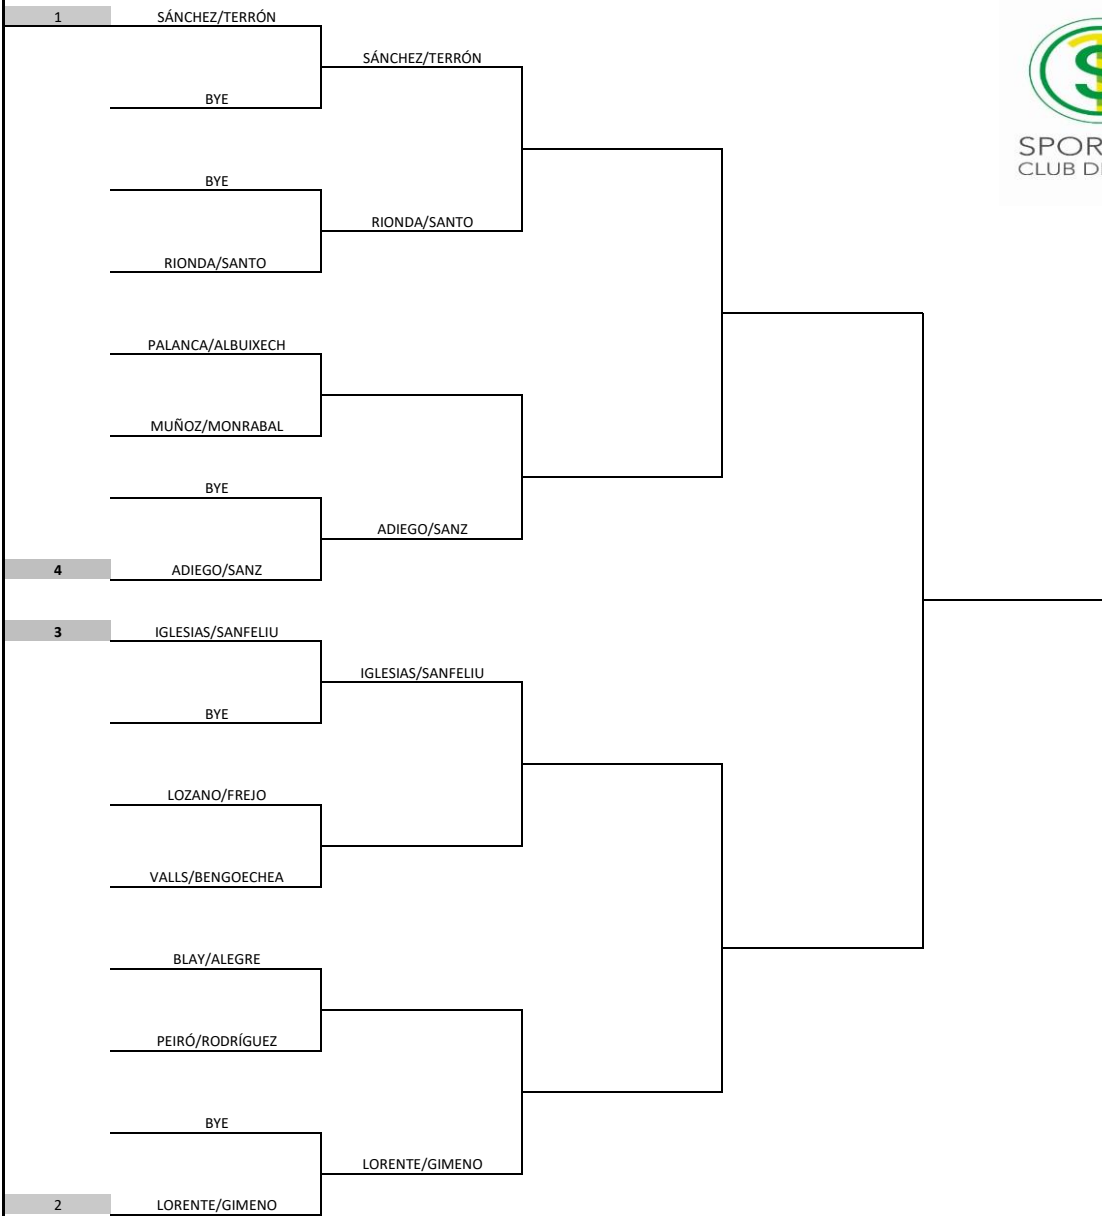 1 SÁNCHEZ/TERRÓN
SÁNCHEZ/TERRÓN
BYE
BYE
RIONDA/SANTO
RIONDA/SANTO
PALANCA/ALBUIXECH
MUÑOZ/MONRABAL
BYE
ADIEGO/SANZ
4 ADIEGO/SANZ
3 IGLESIAS/SANFELIU
IGLESIAS/SANFELIU
BYE
LOZANO/FREJO
VALLS/BENGOECHEA
BLAY/ALEGRE
PEIRÓ/RODRÍGUEZ
BYE
LORENTE/GIMENO
2 LORENTE/GIMENO
SPOR
CLUB D